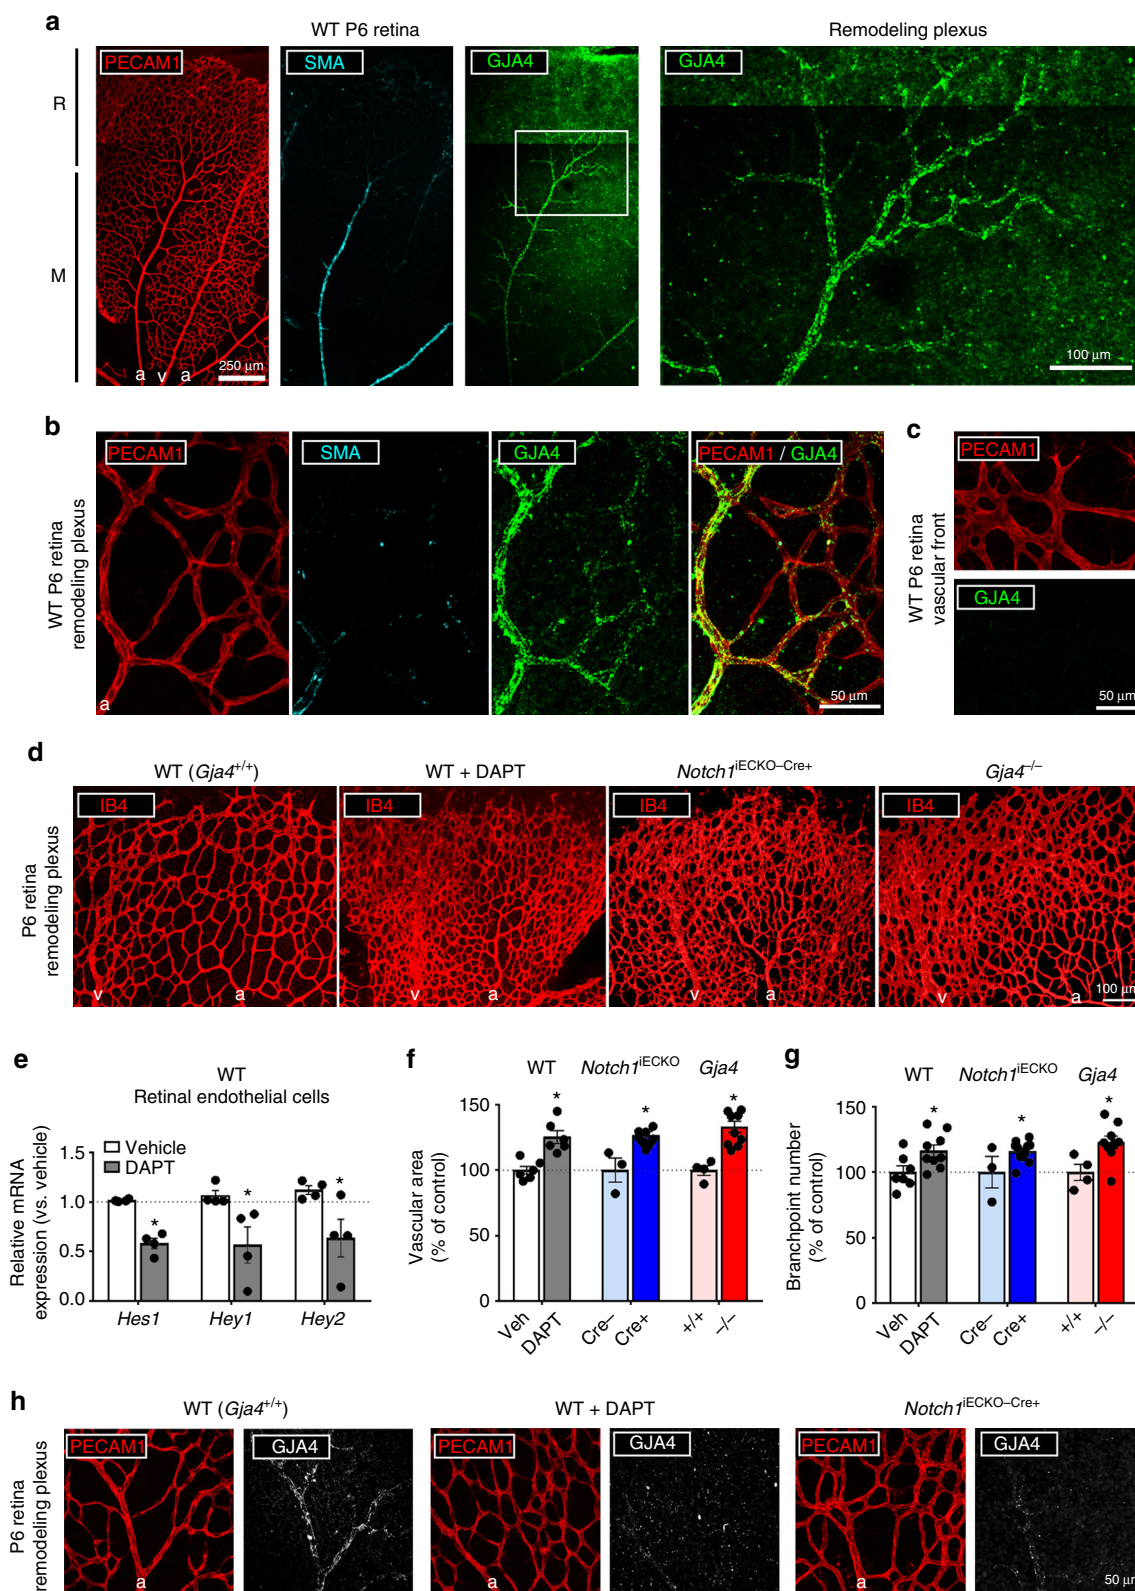 a
WT P6 retina
Remodeling plexus
PECAM1
SMA
GJA4
GJA4
R
M
a v a
250 µm
100 µm
b
WT P6 retina
remodeling plexus
PECAM1
SMA
GJA4
PECAM1 / GJA4
a
50 µm
c
WT P6 retina
vascular front
PECAM1
GJA4
50 µm
d
WT (Gja4+/+)
WT + DAPT
Notch1iECKO–Cre+
Gja4–/–
P6 retina
remodeling plexus
IB4
IB4
IB4
IB4
v a
v a
v a
v a
100 µm
e
WT
Retinal endothelial cells
Relative mRNA
expression (vs. vehicle)
1.5
1.0
0.5
0.0
Vehicle
DAPT
* * *
Hes1 Hey1 Hey2
f
WT Notch1iECKO Gja4
Vascular area
(% of control)
150
100
50
0
* * *
Veh DAPT Cre– Cre+ +/+ –/–
g
WT Notch1iECKO Gja4
Branchpoint number
(% of control)
150
100
50
0
* * *
Veh DAPT Cre– Cre+ +/+ –/–
h
WT (Gja4+/+)
WT + DAPT
Notch1iECKO–Cre+
P6 retina
remodeling plexus
PECAM1
GJA4
PECAM1
GJA4
PECAM1
GJA4
a
a
a
50 µm